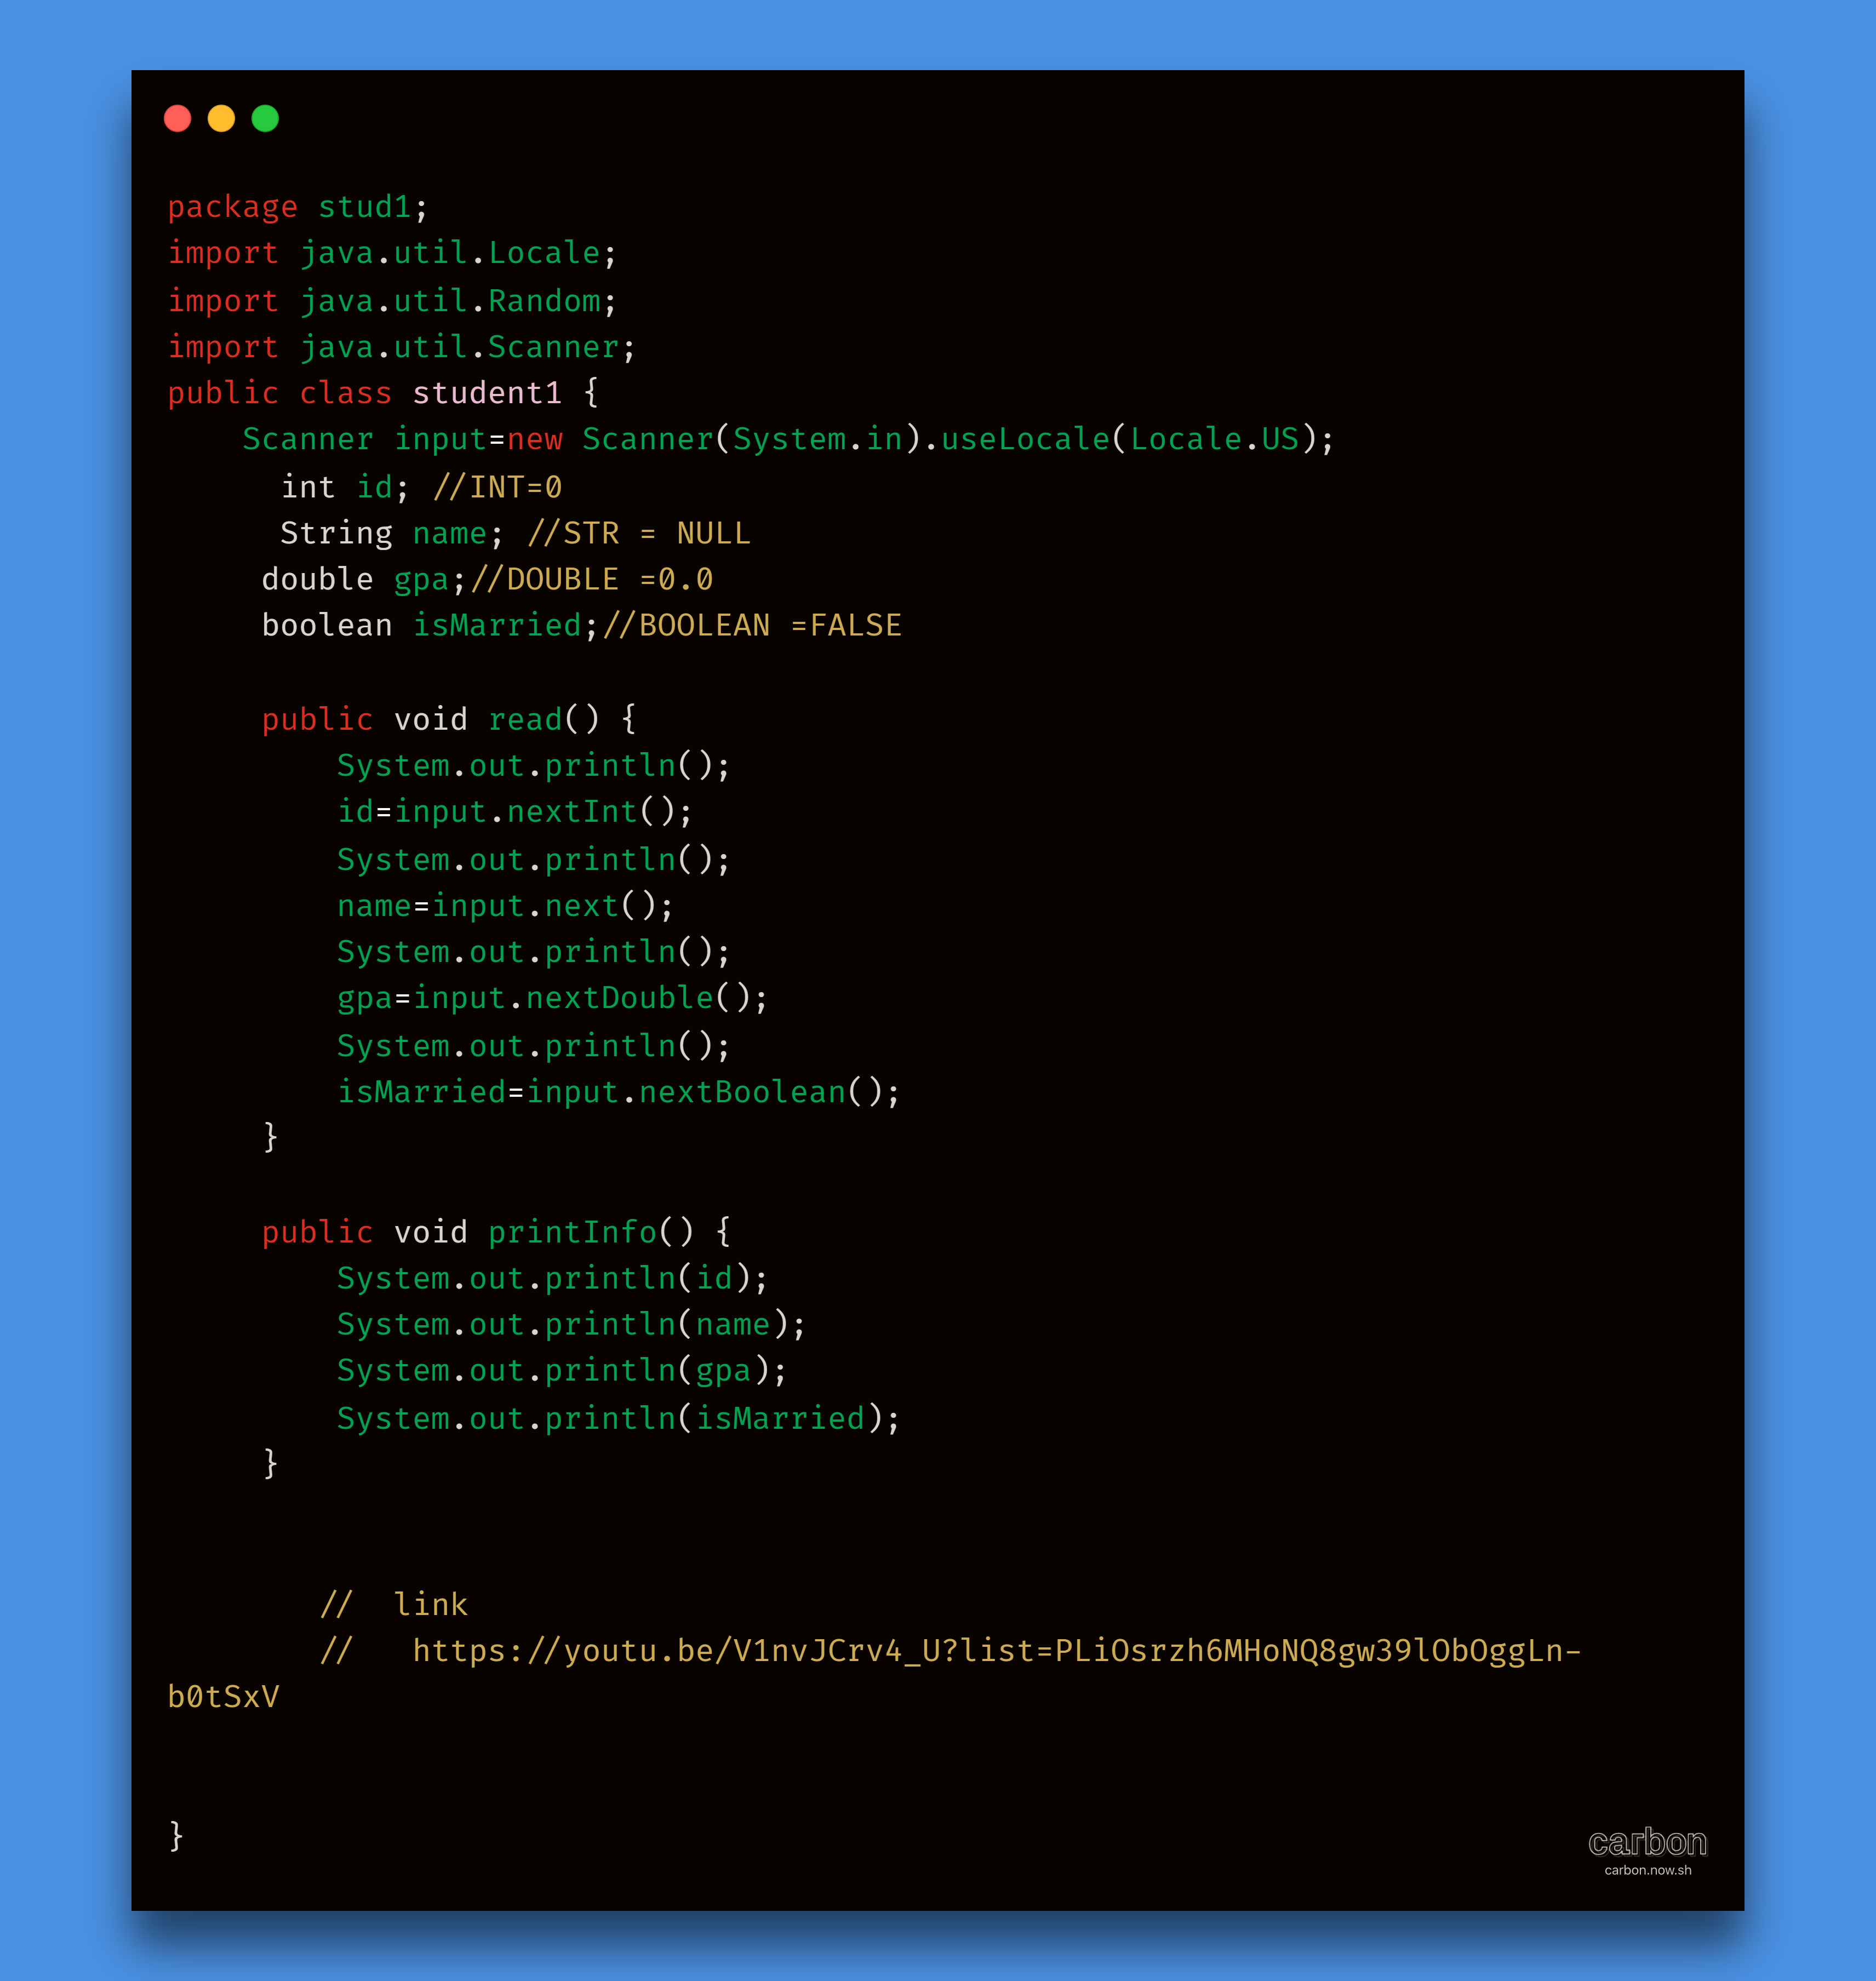 package stud1;
import java.util.Locale;
import java.util.Random;
import java.util.Scanner;
public class student1 {
    Scanner input=new Scanner(System.in).useLocale(Locale.US);
      int id; //INT=0
      String name; //STR = NULL
     double gpa;//DOUBLE =0.0
     boolean isMarried;//BOOLEAN =FALSE

     public void read() {
         System.out.println();
         id=input.nextInt();
         System.out.println();
         name=input.next();
         System.out.println();
         gpa=input.nextDouble();
         System.out.println();
         isMarried=input.nextBoolean();
     }

     public void printInfo() {
         System.out.println(id);
         System.out.println(name);
         System.out.println(gpa);
         System.out.println(isMarried);
     }

        //  link
        //   https://youtu.be/V1nvJCrv4_U?list=PLiOsrzh6MHoNQ8gw39lObOggLn-
b0tSxV

}
carbon
carbon.now.sh